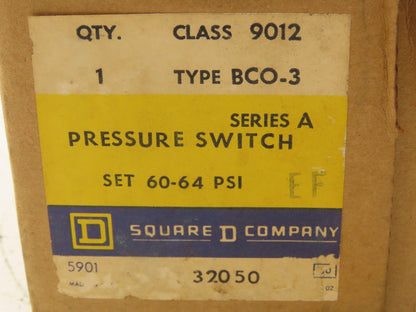 QTY. CLASS 9012
1 TYPE BCO-3
SERIES A
PRESSURE SWITCH
SET 60-64 PSI EF
D SQUARE D COMPANY
5901 32050